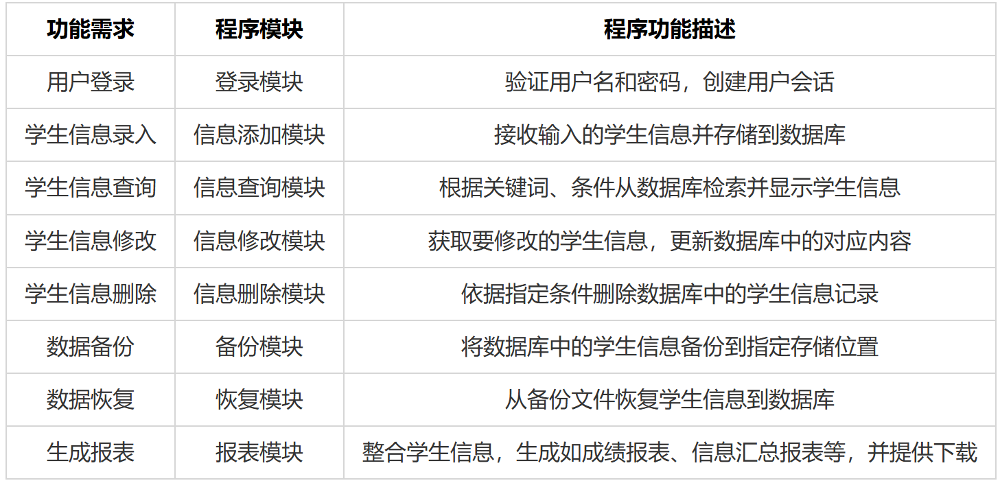 功能需求 程序模块 程序功能描述
用户登录 登录模块 验证用户名和密码，创建用户会话
学生信息录入 信息添加模块 接收输入的学生信息并存储到数据库
学生信息查询 信息查询模块 根据关键词、条件从数据库检索并显示学生信息
学生信息修改 信息修改模块 获取要修改的学生信息，更新数据库中的对应内容
学生信息删除 信息删除模块 依据指定条件删除数据库中的学生信息记录
数据备份 备份模块 将数据库中的学生信息备份到指定存储位置
数据恢复 恢复模块 从备份文件恢复学生信息到数据库
生成报表 报表模块 整合学生信息，生成如成绩报表、信息汇总报表等，并提供下载